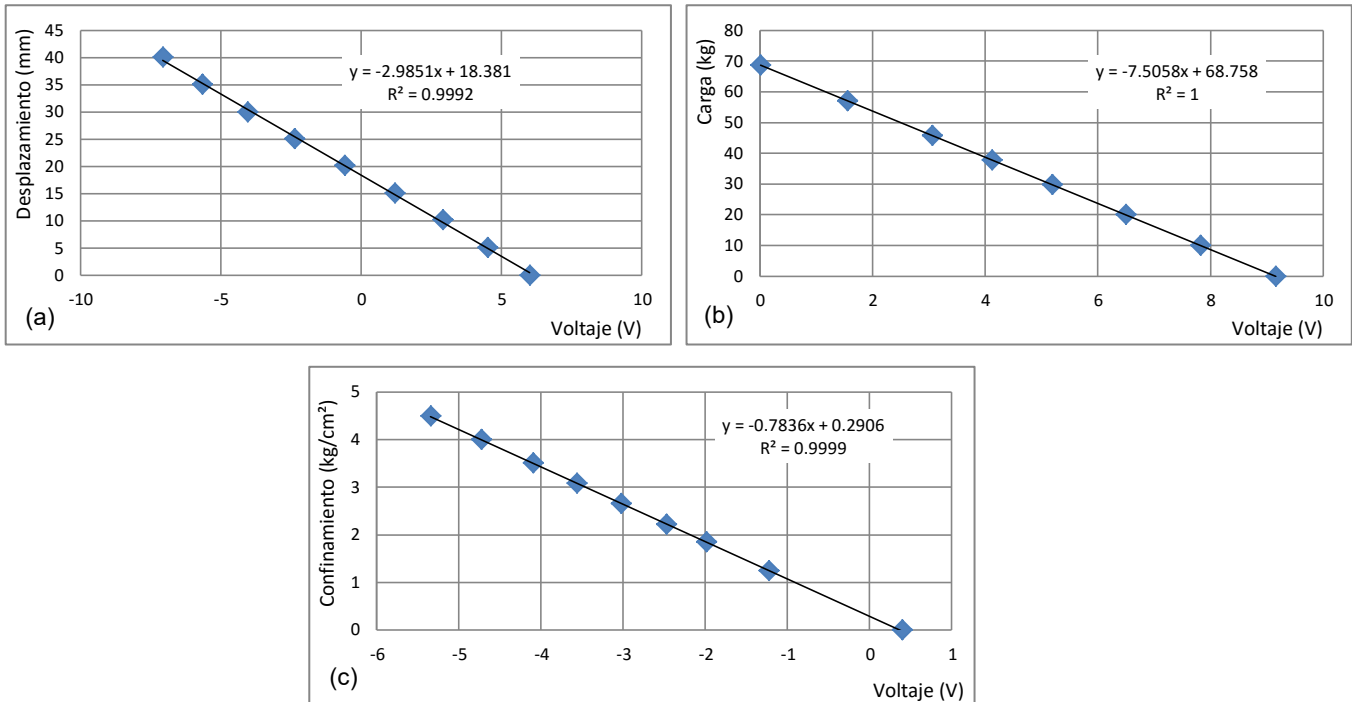 Desplazamiento (mm)
45
40
35
30
25
20
15
10
5
0
-10
-5
0
5
10
y = -2.9851x + 18.381
R² = 0.9992
(a)
Voltaje (V)
Carga (kg)
80
70
60
50
40
30
20
10
0
0
2
4
6
8
10
y = -7.5058x + 68.758
R² = 1
(b)
Voltaje (V)
Confinamiento (kg/cm²)
5
4
3
2
1
0
-6
-5
-4
-3
-2
-1
0
1
y = -0.7836x + 0.2906
R² = 0.9999
(c)
Voltaje (V)